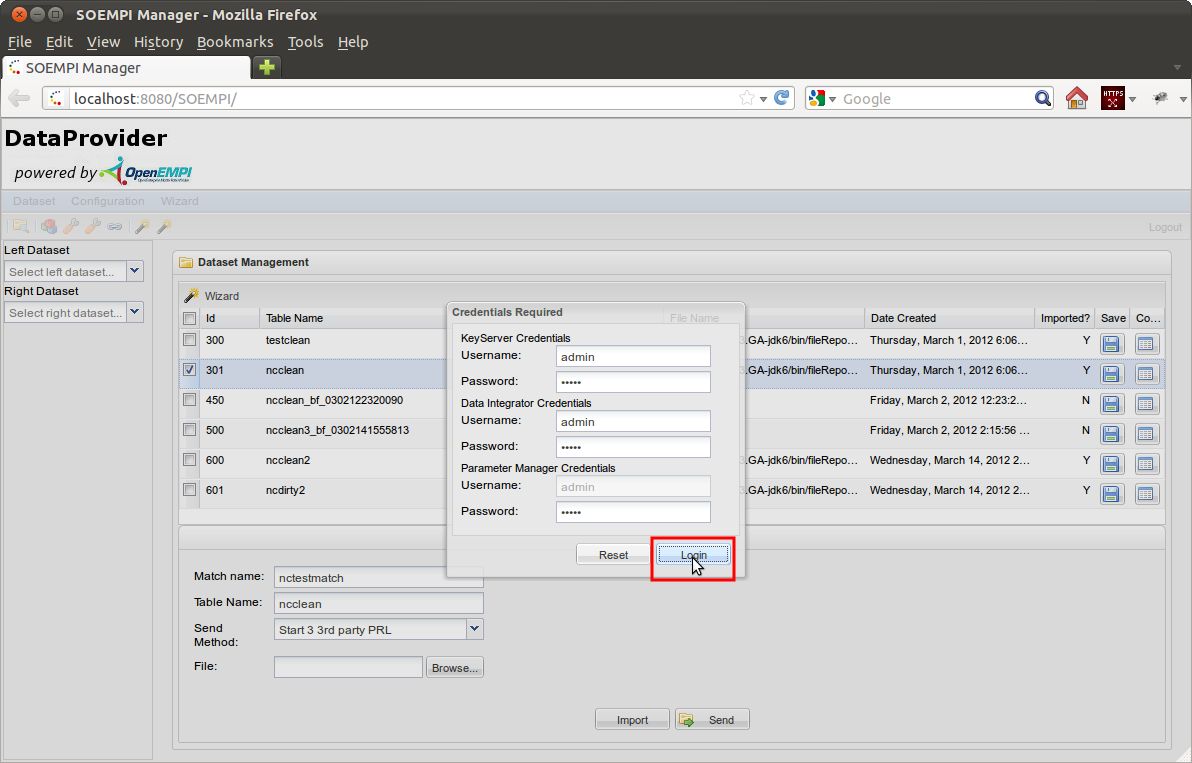 SOEMPI Manager - Mozilla Firefox
File Edit View History Bookmarks Tools Help
SOEMPI Manager
localhost:8080/SOEMPI/
Google
HTTPS
DataProvider
powered by OpenEMPI
Dataset Configuration Wizard
Logout
Left Dataset
Select left dataset...
Right Dataset
Select right dataset...
Dataset Management
Wizard
Id Table Name File Name Date Created Imported? Save Co...
300 testclean .GA-jdk6/bin/fileRepo... Thursday, March 1, 2012 6:06... Y
301 ncclean .GA-jdk6/bin/fileRepo... Thursday, March 1, 2012 6:06... Y
450 ncclean_bf_0302122320090 Friday, March 2, 2012 12:23:2... N
500 ncclean3_bf_0302141555813 Friday, March 2, 2012 2:15:56 ... N
600 ncclean2 .GA-jdk6/bin/fileRepo... Wednesday, March 14, 2012 2... Y
601 ncdirty2 .GA-jdk6/bin/fileRepo... Wednesday, March 14, 2012 2... Y
Credentials Required
KeyServer Credentials
Username: admin
Password: •••••
Data Integrator Credentials
Username: admin
Password: •••••
Parameter Manager Credentials
Username: admin
Password: •••••
Reset Login
Match name: nctestmatch
Table Name: ncclean
Send Method: Start 3 3rd party PRL
File: Browse...
Import Send